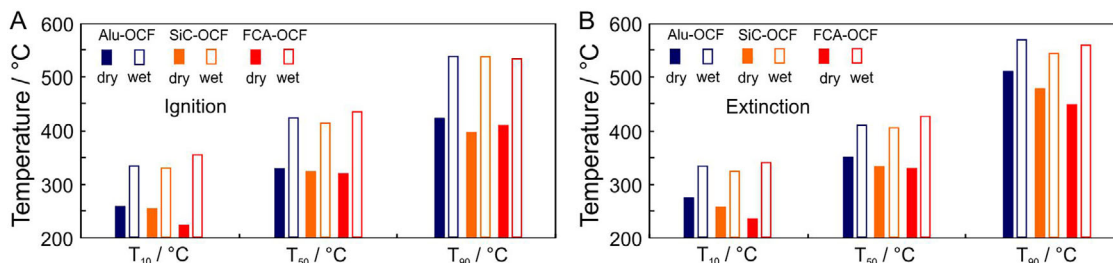 A
600
500
400
300
200
Temperature / °C
Alu-OCF SiC-OCF FCA-OCF
dry wet dry wet dry wet
Ignition
T10 / °C T50 / °C T90 / °C
B
600
500
400
300
200
Temperature / °C
Alu-OCF SiC-OCF FCA-OCF
dry wet dry wet dry wet
Extinction
T10 / °C T50 / °C T90 / °C